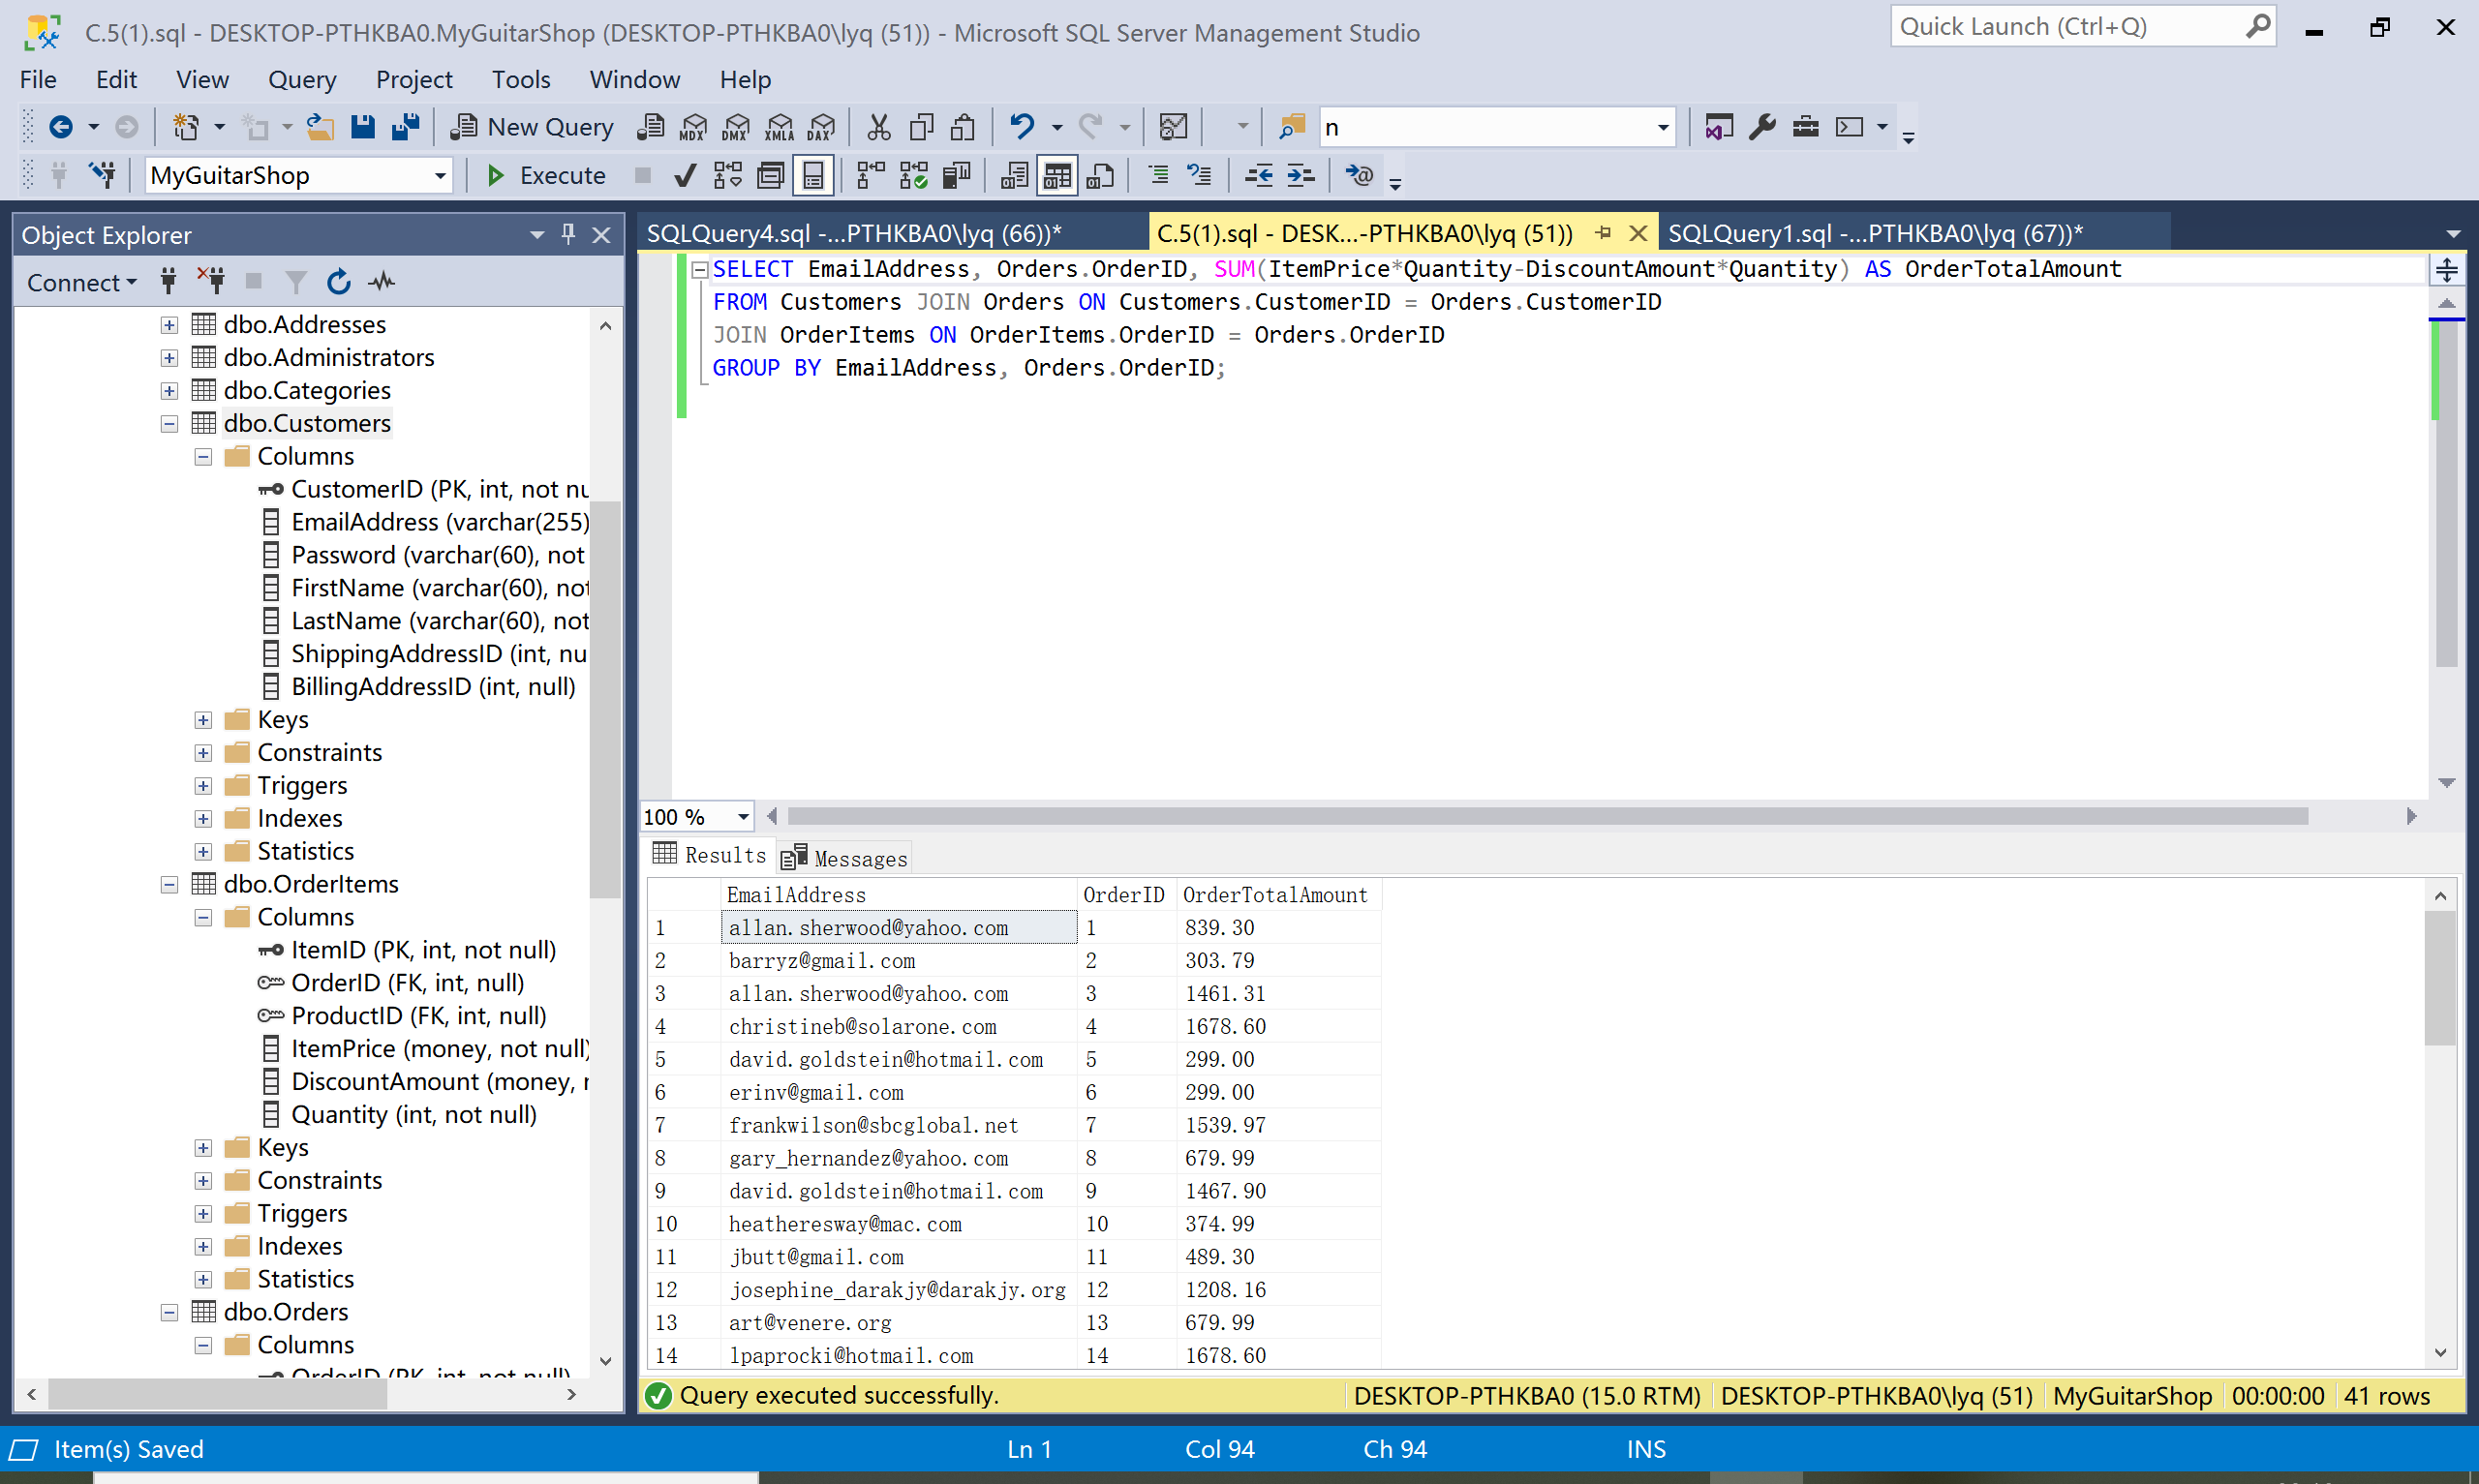 C.5(1).sql - DESKTOP-PTHKBA0.MyGuitarShop (DESKTOP-PTHKBA0\lyq (51)) - Microsoft SQL Server Management Studio
Quick Launch (Ctrl+Q)
File Edit View Query Project Tools Window Help
New Query MDX DMX XMLA DAX n
MyGuitarShop Execute
Object Explorer
Connect
dbo.Addresses
dbo.Administrators
dbo.Categories
dbo.Customers
Columns
CustomerID (PK, int, not nu
EmailAddress (varchar(255)
Password (varchar(60), not
FirstName (varchar(60), not
LastName (varchar(60), not
ShippingAddressID (int, nu
BillingAddressID (int, null)
Keys
Constraints
Triggers
Indexes
Statistics
dbo.OrderItems
Columns
ItemID (PK, int, not null)
OrderID (FK, int, null)
ProductID (FK, int, null)
ItemPrice (money, not null)
DiscountAmount (money, r
Quantity (int, not null)
Keys
Constraints
Triggers
Indexes
Statistics
dbo.Orders
Columns
OrderID (PK, int, not null)
SQLQuery4.sql -...PTHKBA0\lyq (66))* C.5(1).sql - DESK...-PTHKBA0\lyq (51)) SQLQuery1.sql -...PTHKBA0\lyq (67))*
SELECT EmailAddress, Orders.OrderID, SUM(ItemPrice*Quantity-DiscountAmount*Quantity) AS OrderTotalAmount
FROM Customers JOIN Orders ON Customers.CustomerID = Orders.CustomerID
JOIN OrderItems ON OrderItems.OrderID = Orders.OrderID
GROUP BY EmailAddress, Orders.OrderID;
100 %
Results Messages
EmailAddress OrderID OrderTotalAmount
1 allan.sherwood@yahoo.com 1 839.30
2 barryz@gmail.com 2 303.79
3 allan.sherwood@yahoo.com 3 1461.31
4 christineb@solarone.com 4 1678.60
5 david.goldstein@hotmail.com 5 299.00
6 erinv@gmail.com 6 299.00
7 frankwilson@sbcglobal.net 7 1539.97
8 gary_hernandez@yahoo.com 8 679.99
9 david.goldstein@hotmail.com 9 1467.90
10 heatheresway@mac.com 10 374.99
11 jbutt@gmail.com 11 489.30
12 josephine_darakjy@darakjy.org 12 1208.16
13 art@venere.org 13 679.99
14 lpaprocki@hotmail.com 14 1678.60
Query executed successfully. DESKTOP-PTHKBA0 (15.0 RTM) DESKTOP-PTHKBA0\lyq (51) MyGuitarShop 00:00:00 41 rows
Item(s) Saved Ln 1 Col 94 Ch 94 INS